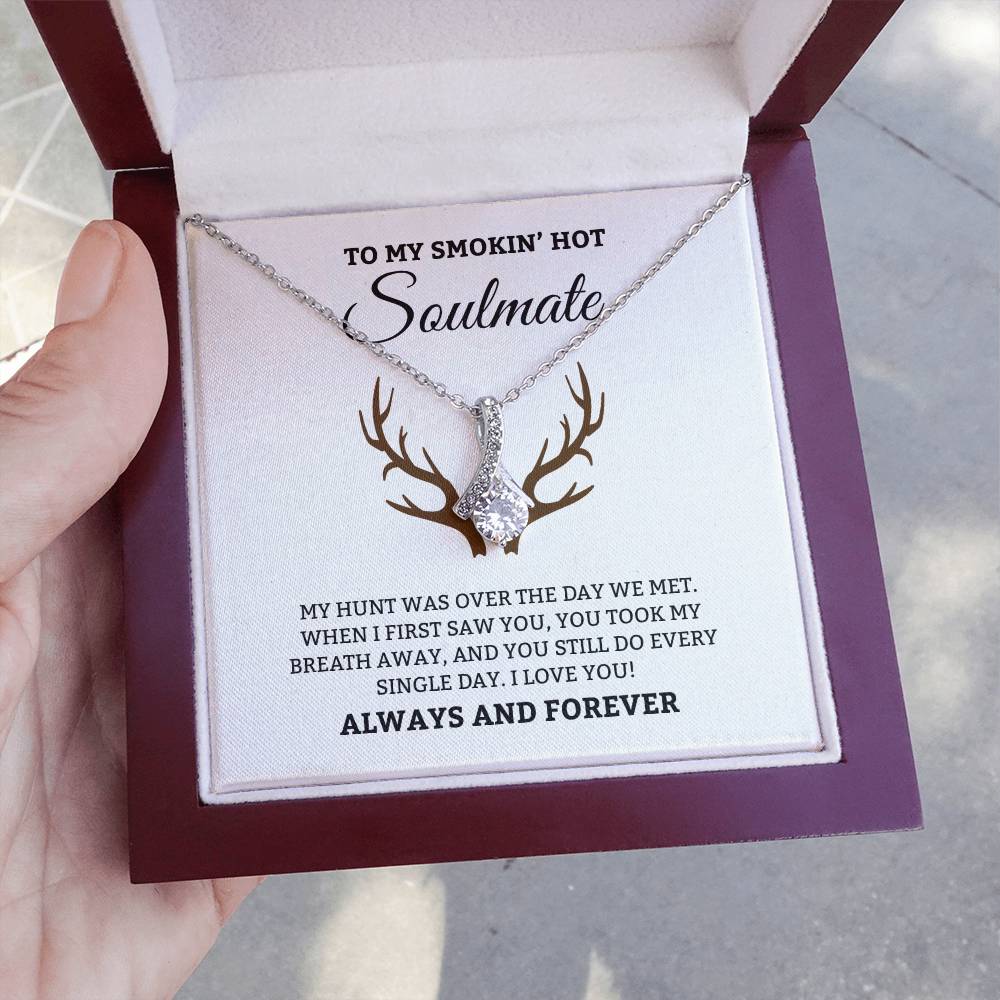 TO MY SMOKIN’ HOT
Soulmate
MY HUNT WAS OVER THE DAY WE MET.
WHEN I FIRST SAW YOU, YOU TOOK MY
BREATH AWAY, AND YOU STILL DO EVERY
SINGLE DAY. I LOVE YOU!
ALWAYS AND FOREVER